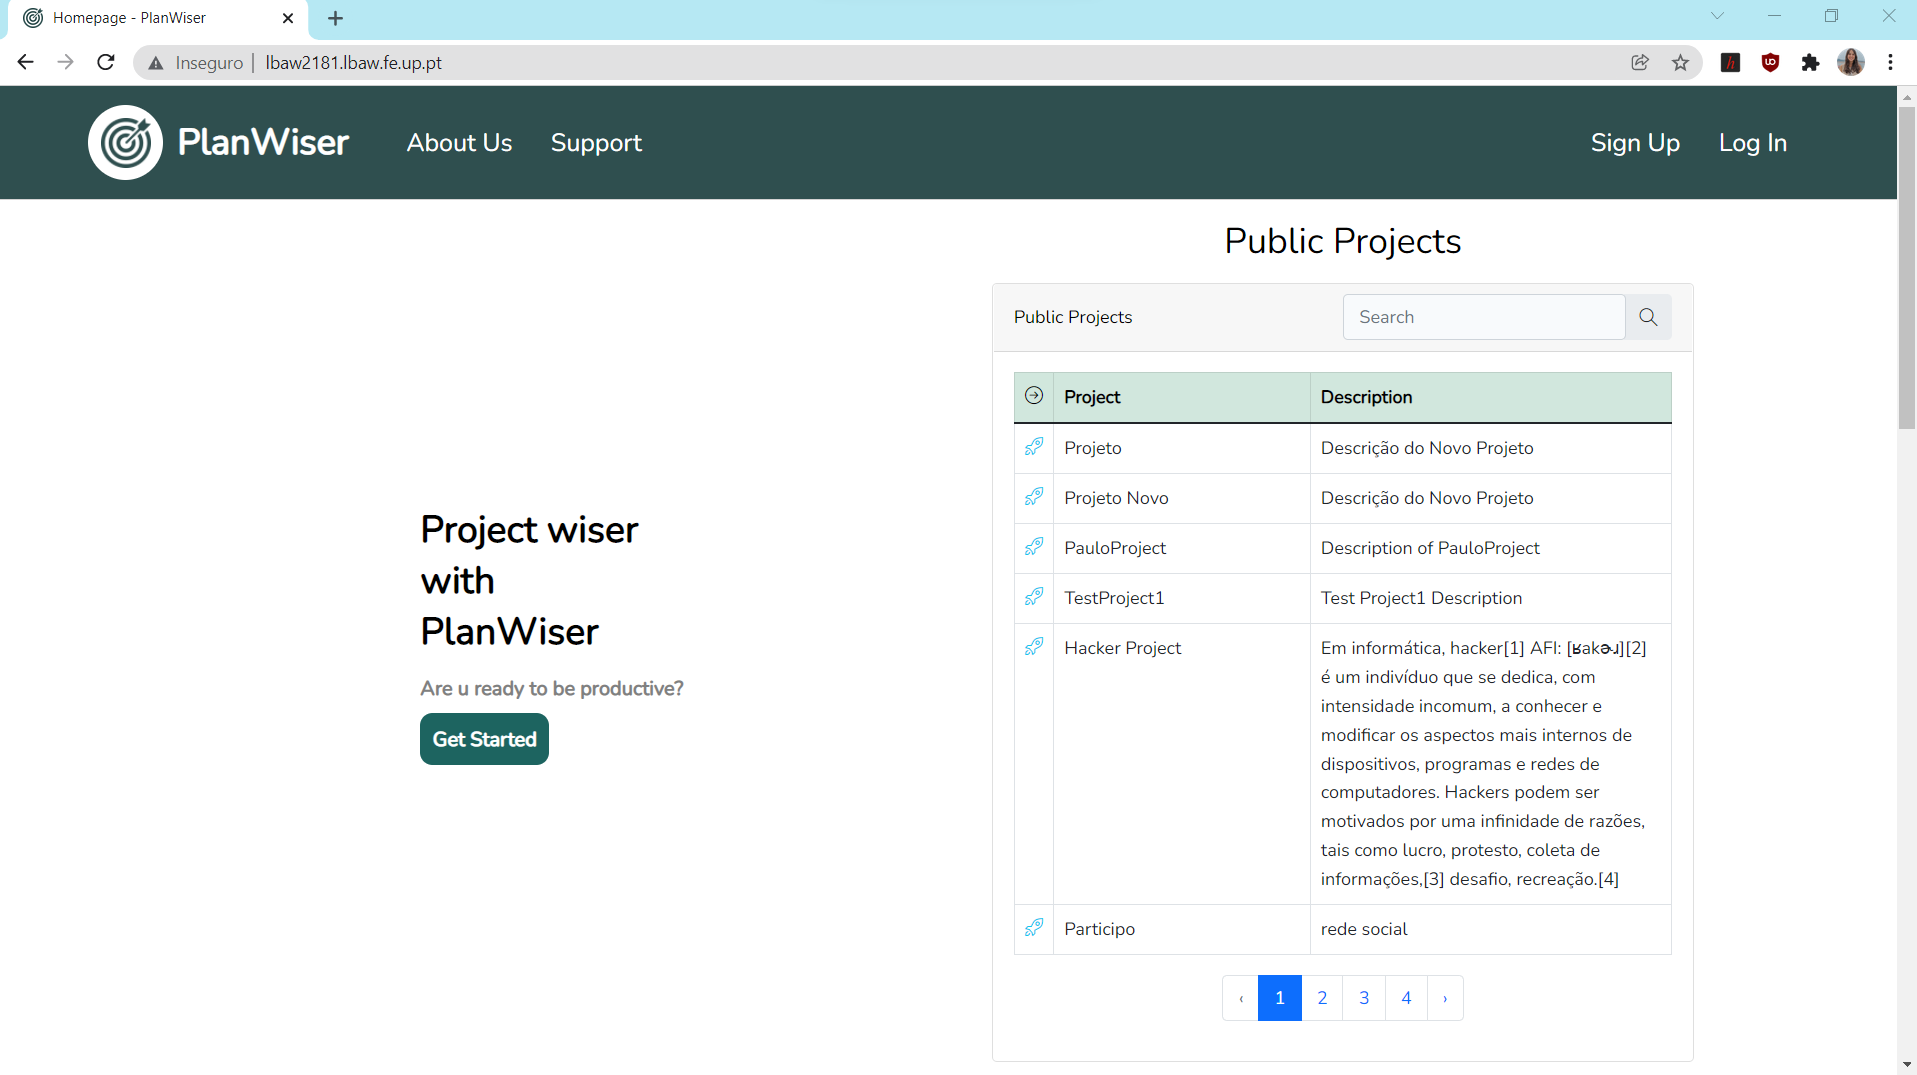 Homepage - PlanWiser
Inseguro | lbaw2181.lbaw.fe.up.pt
PlanWiser About Us Support Sign Up Log In
Project wiser
with
PlanWiser
Are u ready to be productive?
Get Started
Public Projects
Public Projects Search
Project Description
Projeto Descrição do Novo Projeto
Projeto Novo Descrição do Novo Projeto
PauloProject Description of PauloProject
TestProject1 Test Project1 Description
Hacker Project Em informática, hacker[1] AFI: [ʁakəɹ][2]
é um indivíduo que se dedica, com
intensidade incomum, a conhecer e
modificar os aspectos mais internos de
dispositivos, programas e redes de
computadores. Hackers podem ser
motivados por uma infinidade de razões,
tais como lucro, protesto, coleta de
informações,[3] desafio, recreação.[4]
Participo rede social
‹ 1 2 3 4 ›